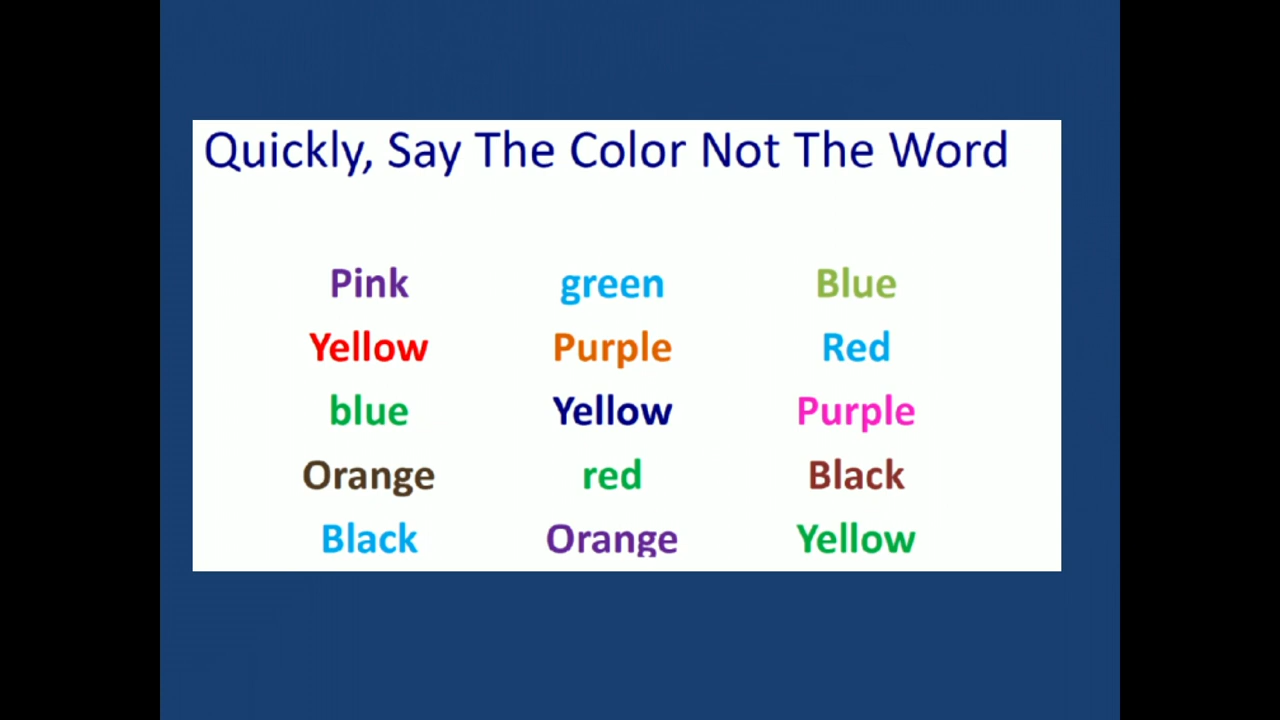 Quickly, Say The Color Not The Word
Pink green Blue
Yellow Purple Red
blue Yellow Purple
Orange red Black
Black Orange Yellow